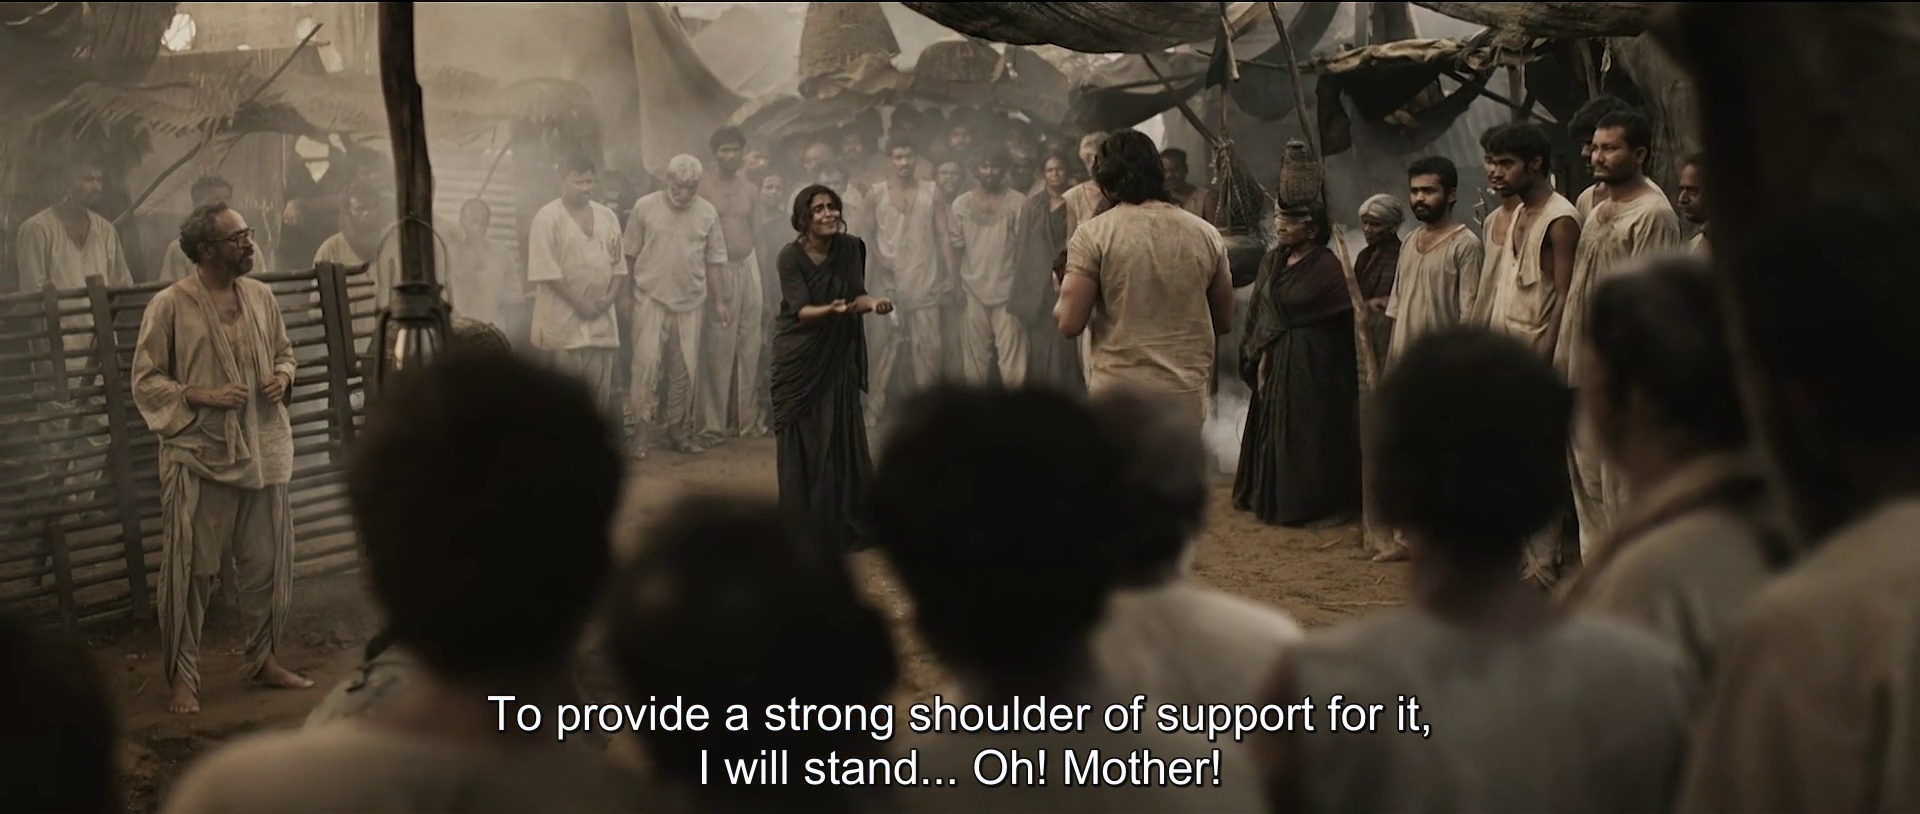 To provide a strong shoulder of support for it,
I will stand... Oh! Mother!